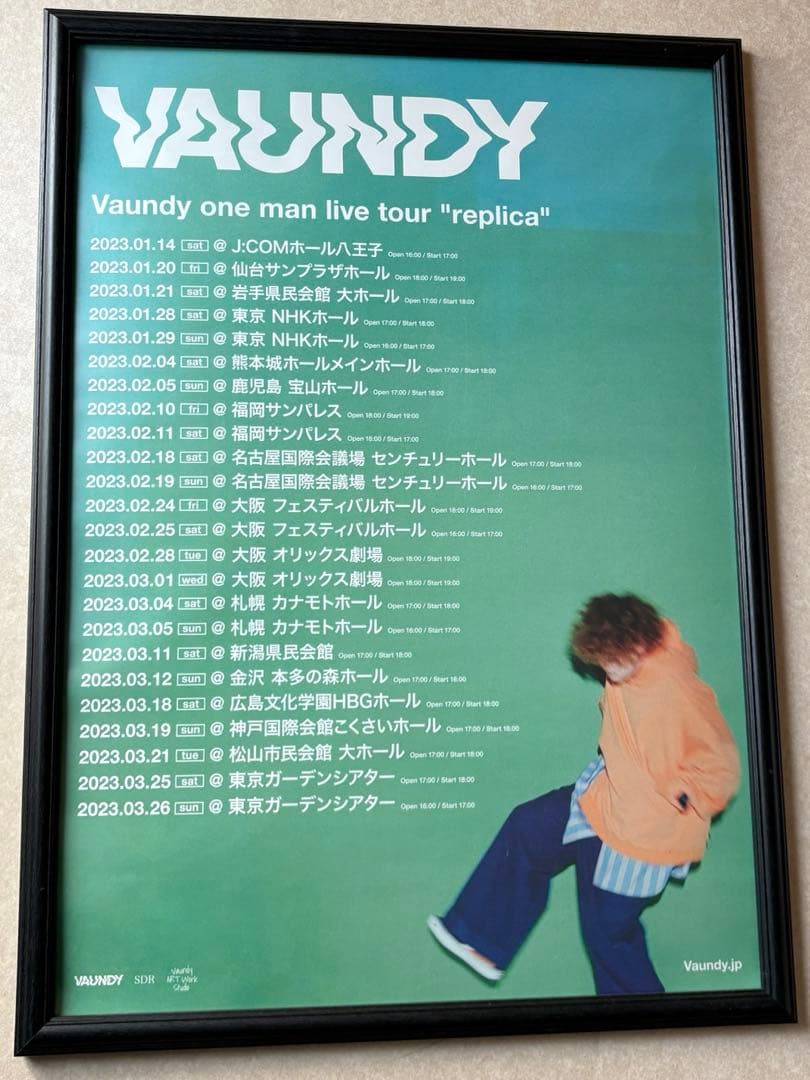 VAUNDY
Vaundy one man live tour "replica"
2023.01.14 sat @ J:COMホール八王子 Open 16:00 / Start 17:00
2023.01.20 fri @ 仙台サンプラザホール Open 18:00 / Start 19:00
2023.01.21 sat @ 岩手県民会館 大ホール Open 17:00 / Start 18:00
2023.01.28 sat @ 東京 NHKホール Open 17:00 / Start 18:00
2023.01.29 sun @ 東京 NHKホール Open 16:00 / Start 17:00
2023.02.04 sat @ 熊本城ホールメインホール Open 17:00 / Start 18:00
2023.02.05 sun @ 鹿児島 宝山ホール Open 17:00 / Start 18:00
2023.02.10 fri @ 福岡サンパレス Open 18:00 / Start 19:00
2023.02.11 sat @ 福岡サンパレス Open 16:00 / Start 17:00
2023.02.18 sat @ 名古屋国際会議場 センチュリーホール Open 17:00 / Start 18:00
2023.02.19 sun @ 名古屋国際会議場 センチュリーホール Open 16:00 / Start 17:00
2023.02.24 fri @ 大阪 フェスティバルホール Open 18:00 / Start 19:00
2023.02.25 sat @ 大阪 フェスティバルホール Open 16:00 / Start 17:00
2023.02.28 tue @ 大阪 オリックス劇場 Open 18:00 / Start 19:00
2023.03.01 wed @ 大阪 オリックス劇場 Open 18:00 / Start 19:00
2023.03.04 sat @ 札幌 カナモトホール Open 17:00 / Start 18:00
2023.03.05 sun @ 札幌 カナモトホール Open 16:00 / Start 17:00
2023.03.11 sat @ 新潟県民会館 Open 17:00 / Start 18:00
2023.03.12 sun @ 金沢 本多の森ホール Open 17:00 / Start 18:00
2023.03.18 sat @ 広島文化学園HBGホール Open 17:00 / Start 18:00
2023.03.19 sun @ 神戸国際会館こくさいホール Open 17:00 / Start 18:00
2023.03.21 tue @ 松山市民会館 大ホール Open 17:00 / Start 18:00
2023.03.25 sat @ 東京ガーデンシアター Open 17:00 / Start 18:00
2023.03.26 sun @ 東京ガーデンシアター Open 16:00 / Start 17:00
VAUNDY SDR Vaundy ART Work Studio
Vaundy.jp